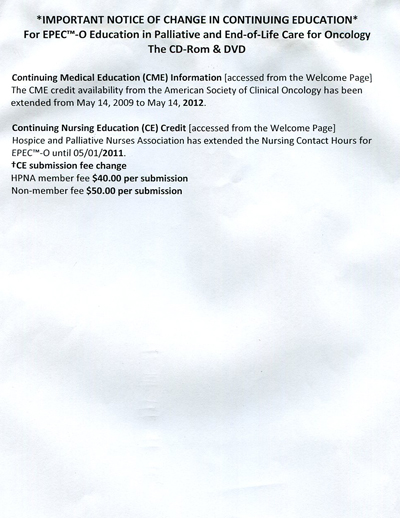 *IMPORTANT NOTICE OF CHANGE IN CONTINUING EDUCATION*
For EPEC™-O Education in Palliative and End-of-Life Care for Oncology
The CD-Rom & DVD
Continuing Medical Education (CME) Information [accessed from the Welcome Page]
The CME credit availability from the American Society of Clinical Oncology has been
extended from May 14, 2009 to May 14, 2012.
Continuing Nursing Education (CE) Credit [accessed from the Welcome Page]
Hospice and Palliative Nurses Association has extended the Nursing Contact Hours for
EPEC™-O until 05/01/2011.
†CE submission fee change
HPNA member fee $40.00 per submission
Non-member fee $50.00 per submission